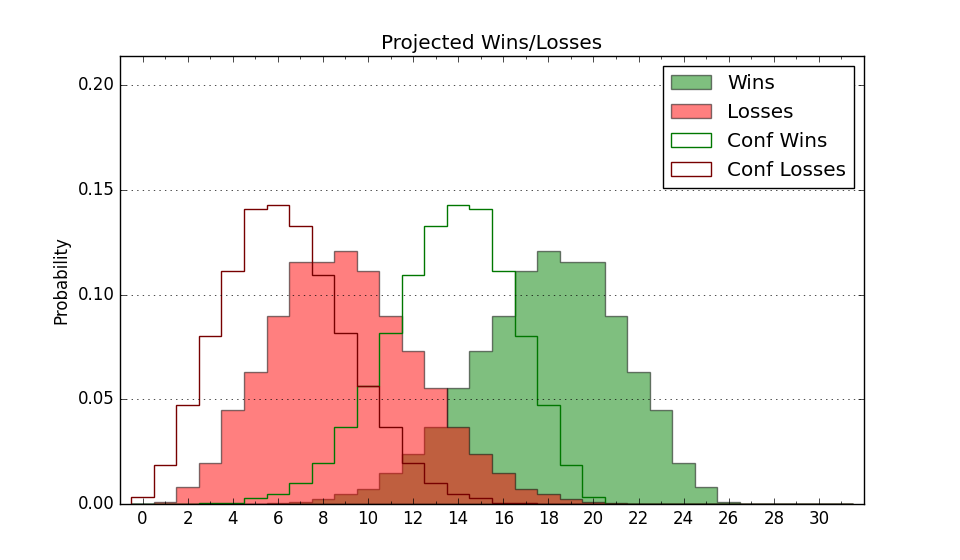 Projected Wins/Losses
0.20
0.15
0.10
0.05
0.00
Probability
Wins
Losses
Conf Wins
Conf Losses
0 2 4 6 8 10 12 14 16 18 20 22 24 26 28 30